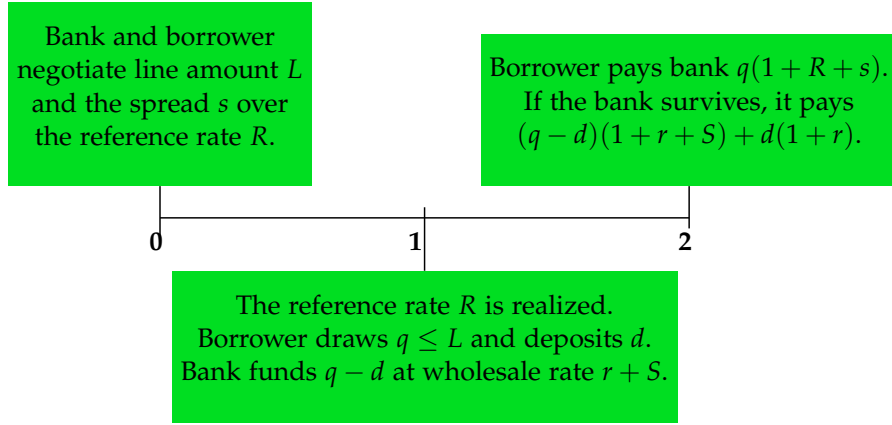 Bank and borrower
negotiate line amount L
and the spread s over
the reference rate R.
Borrower pays bank q(1 + R + s).
If the bank survives, it pays
(q − d)(1 + r + S) + d(1 + r).
0
1
2
The reference rate R is realized.
Borrower draws q ≤ L and deposits d.
Bank funds q − d at wholesale rate r + S.